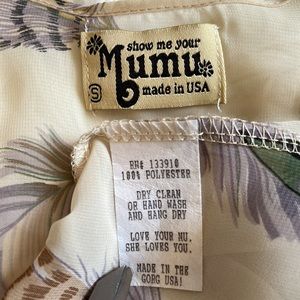 show me your
Mumu
made in USA
S
RN# 133910
100% POLYESTER
DRY CLEAN
OR HAND WASH
AND HANG DRY
LOVE YOUR MU,
SHE LOVES YOU.
MADE IN THE
GORG USA!